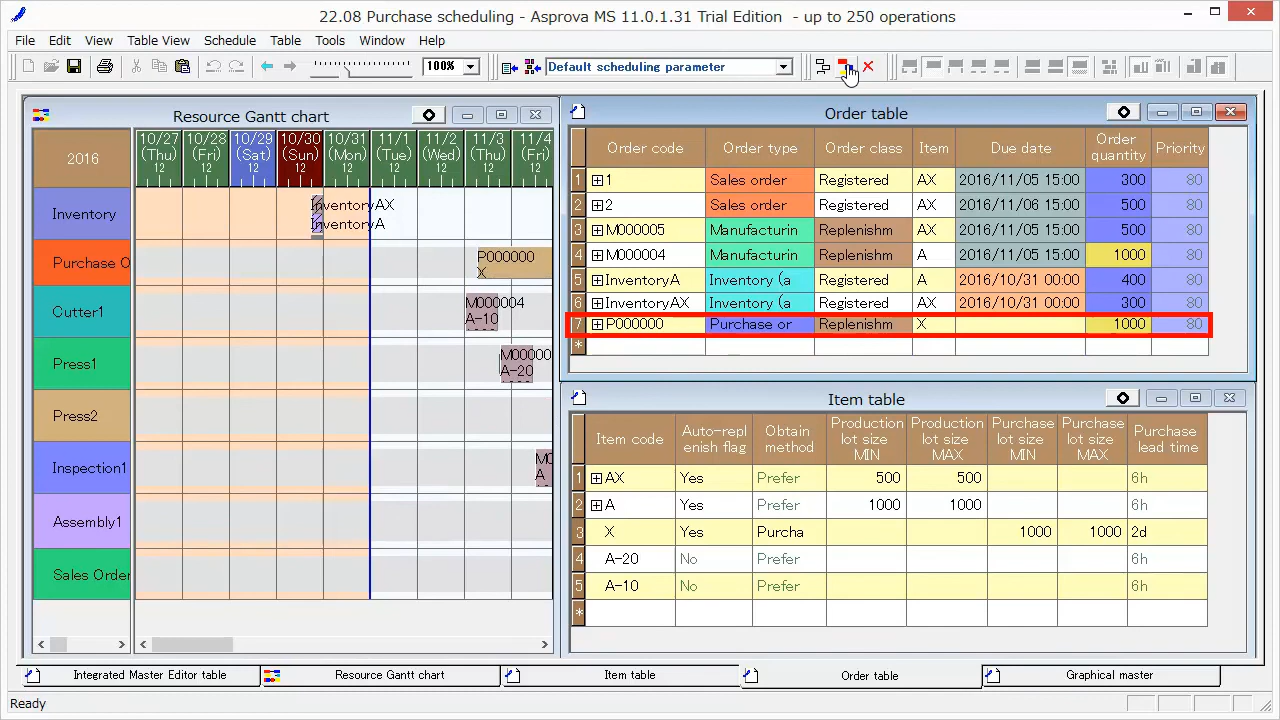 22.08 Purchase scheduling - Asprova MS 11.0.1.31 Trial Edition  - up to 250 operations
File Edit View Table View Schedule Table Tools Window Help
100% Default scheduling parameter
Resource Gantt chart
2016 10/27 (Thu) 12 10/28 (Fri) 12 10/29 (Sat) 12 10/30 (Sun) 12 10/31 (Mon) 12 11/1 (Tue) 12 11/2 (Wed) 12 11/3 (Thu) 12 11/4 (Fri) 12
Inventory InventoryAX
InventoryA
Purchase O P000000
X
Cutter1 M000004
A-10
Press1 M00000
A-20
Press2
Inspection1 M0
A
Assembly1
Sales Order
Order table
Order code Order type Order class Item Due date Order quantity Priority
1 1 Sales order Registered AX 2016/11/05 15:00 300 80
2 2 Sales order Registered AX 2016/11/06 15:00 500 80
3 M000005 Manufacturin Replenishm AX 2016/11/06 15:00 500 80
4 M000004 Manufacturin Replenishm A 2016/11/05 15:00 1000 80
5 InventoryA Inventory (a Registered A 2016/10/31 00:00 400 80
6 InventoryAX Inventory (a Registered AX 2016/10/31 00:00 300 80
7 P000000 Purchase or Replenishm X 1000 80
*
Item table
Item code Auto-repl enish flag Obtain method Production lot size MIN Production lot size MAX Purchase lot size MIN Purchase lot size MAX Purchase lead time
1 AX Yes Prefer 500 500 6h
2 A Yes Prefer 1000 1000 6h
3 X Yes Purcha 1000 1000 2d
4 A-20 No Prefer 6h
5 A-10 No Prefer 6h
*
Integrated Master Editor table Resource Gantt chart Item table Order table Graphical master
Ready